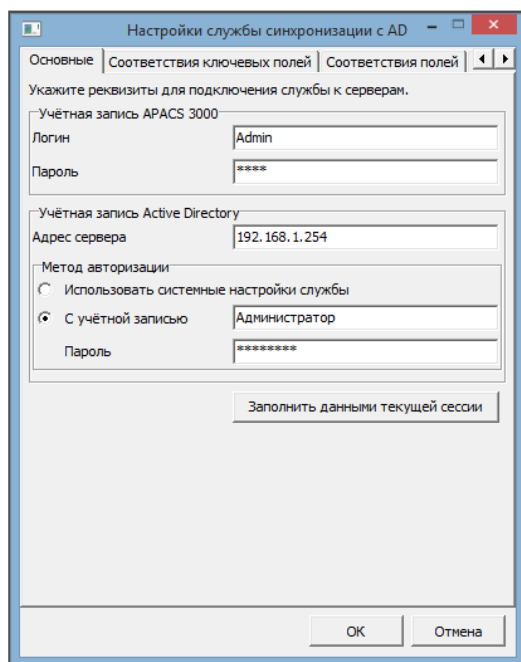 Настройки службы синхронизации с AD
Основные Соответствия ключевых полей Соответствия полей
Укажите реквизиты для подключения службы к серверам.
Учётная запись APACS 3000
Логин Admin
Пароль ****
Учётная запись Active Directory
Адрес сервера 192.168.1.254
Метод авторизации
Использовать системные настройки службы
С учётной записью Администратор
Пароль ********
Заполнить данными текущей сессии
OK Отмена